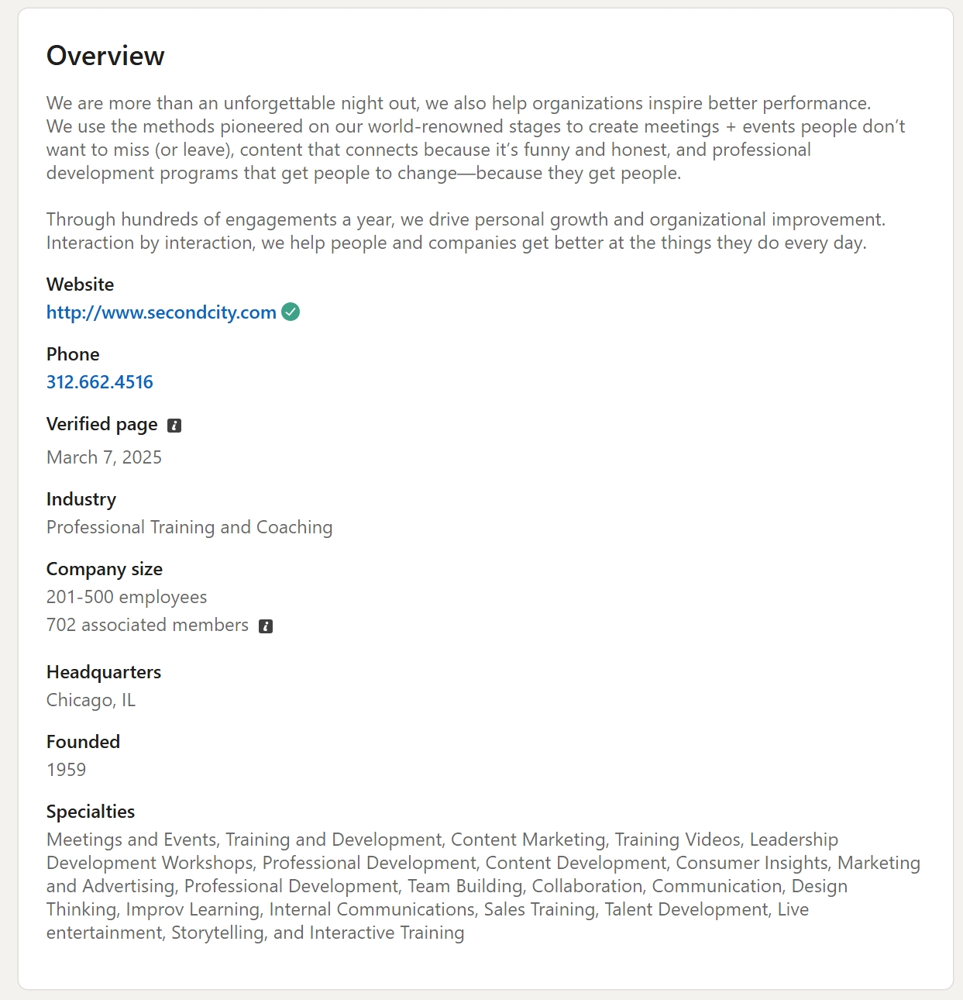 Overview
We are more than an unforgettable night out, we also help organizations inspire better performance.
We use the methods pioneered on our world-renowned stages to create meetings + events people don’t
want to miss (or leave), content that connects because it’s funny and honest, and professional
development programs that get people to change—because they get people.
Through hundreds of engagements a year, we drive personal growth and organizational improvement.
Interaction by interaction, we help people and companies get better at the things they do every day.
Website
http://www.secondcity.com
Phone
312.662.4516
Verified page
March 7, 2025
Industry
Professional Training and Coaching
Company size
201-500 employees
702 associated members
Headquarters
Chicago, IL
Founded
1959
Specialties
Meetings and Events, Training and Development, Content Marketing, Training Videos, Leadership
Development Workshops, Professional Development, Content Development, Consumer Insights, Marketing
and Advertising, Professional Development, Team Building, Collaboration, Communication, Design
Thinking, Improv Learning, Internal Communications, Sales Training, Talent Development, Live
entertainment, Storytelling, and Interactive Training